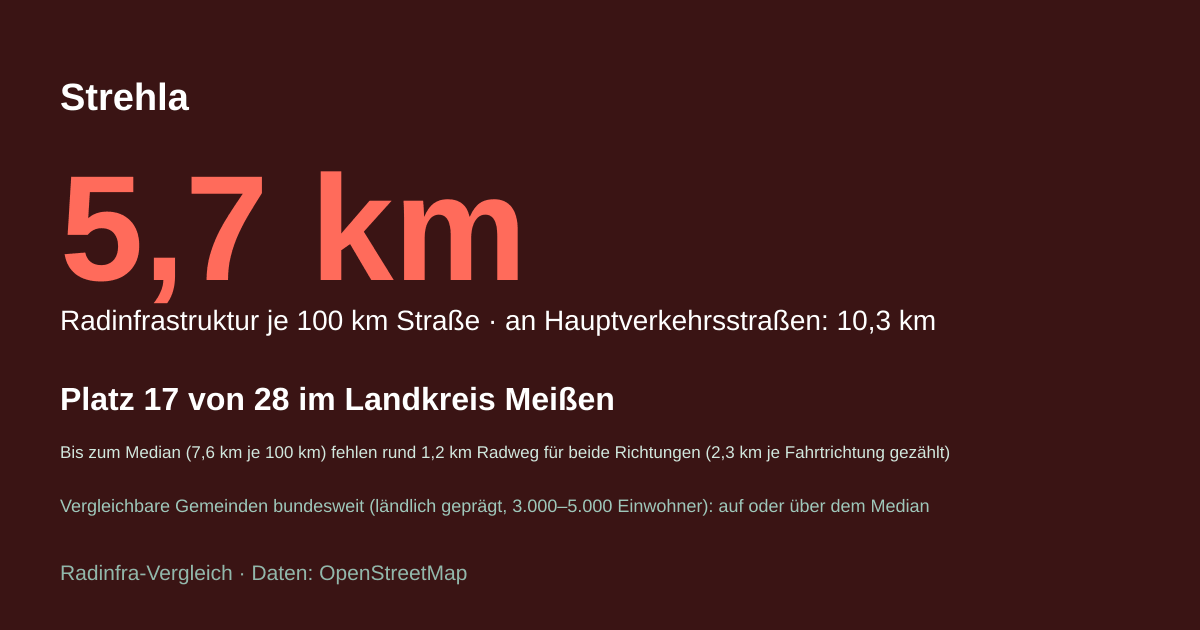 Strehla
5,7 km
Radinfrastruktur je 100 km Straße · an Hauptverkehrsstraßen: 10,3 km
Platz 17 von 28 im Landkreis Meißen
Bis zum Median (7,6 km je 100 km) fehlen rund 1,2 km Radweg für beide Richtungen (2,3 km je Fahrtrichtung gezählt)
Vergleichbare Gemeinden bundesweit (ländlich geprägt, 3.000–5.000 Einwohner): auf oder über dem Median
Radinfra-Vergleich · Daten: OpenStreetMap